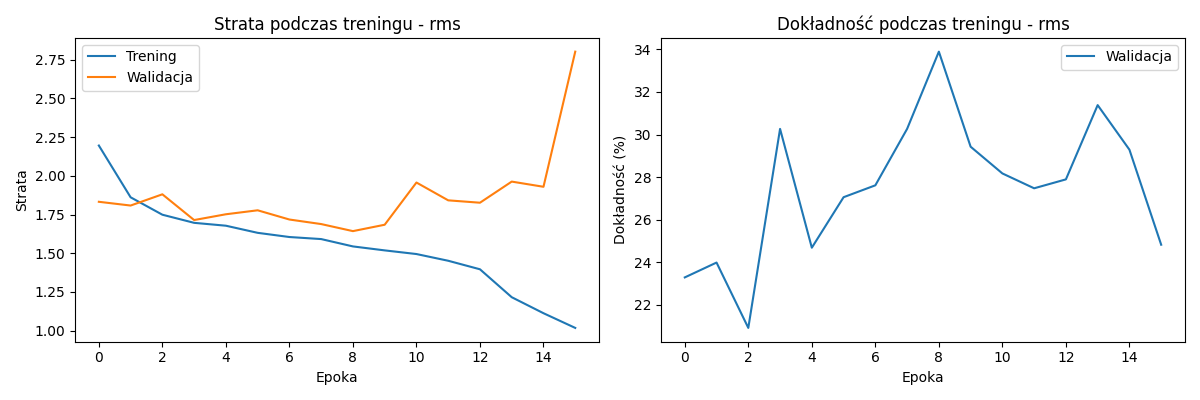 Strata podczas treningu - rms
Trening
Walidacja
Strata
2.75
2.50
2.25
2.00
1.75
1.50
1.25
1.00
0 2 4 6 8 10 12 14
Epoka
Dokładność podczas treningu - rms
Walidacja
Dokładność (%)
34
32
30
28
26
24
22
0 2 4 6 8 10 12 14
Epoka